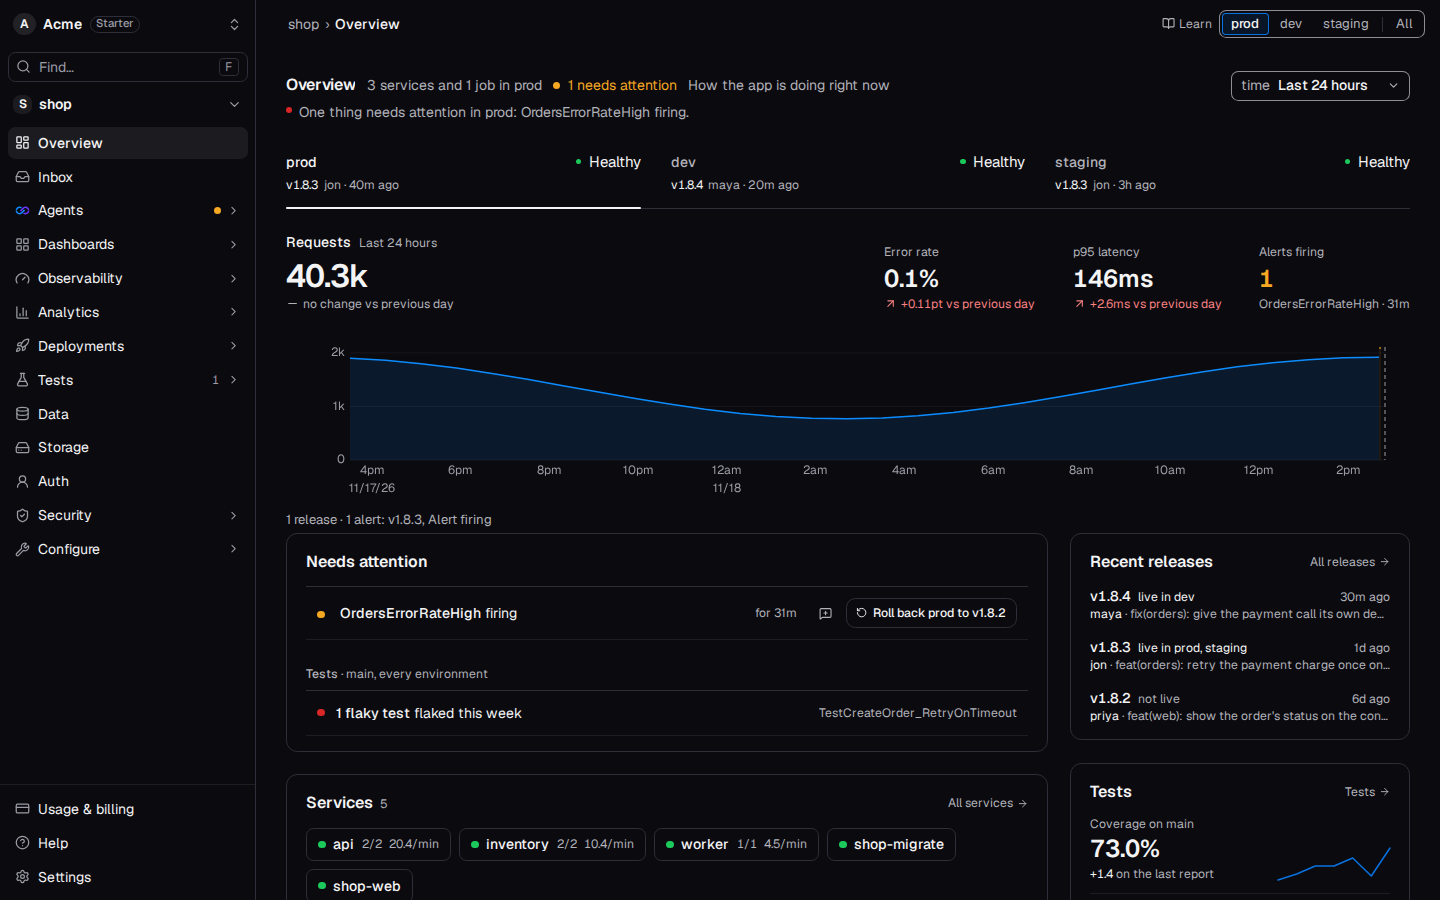 A Acme Starter
Find... F
S shop
Overview
Inbox
Agents
Dashboards
Observability
Analytics
Deployments
Tests 1
Data
Storage
Auth
Security
Configure
Usage & billing
Help
Settings
shop › Overview
Learn prod dev staging All
Overview 3 services and 1 job in prod 1 needs attention How the app is doing right now
time Last 24 hours
One thing needs attention in prod: OrdersErrorRateHigh firing.
prod Healthy
v1.8.3 jon · 40m ago
dev Healthy
v1.8.4 maya · 20m ago
staging Healthy
v1.8.3 jon · 3h ago
Requests Last 24 hours
40.3k
— no change vs previous day
Error rate
0.1%
+0.11pt vs previous day
p95 latency
146ms
+2.6ms vs previous day
Alerts firing
1
OrdersErrorRateHigh · 31m
2k
1k
0
4pm 6pm 8pm 10pm 12am 2am 4am 6am 8am 10am 12pm 2pm
11/17/26 11/18
1 release · 1 alert: v1.8.3, Alert firing
Needs attention
OrdersErrorRateHigh firing for 31m Roll back prod to v1.8.2
Tests · main, every environment
1 flaky test flaked this week TestCreateOrder_RetryOnTimeout
Services 5 All services →
api 2/2 20.4/min inventory 2/2 10.4/min worker 1/1 4.5/min shop-migrate
shop-web
Recent releases All releases →
v1.8.4 live in dev 30m ago
maya · fix(orders): give the payment call its own de...
v1.8.3 live in prod, staging 1d ago
jon · feat(orders): retry the payment charge once on...
v1.8.2 not live 6d ago
priya · feat(web): show the order's status on the con...
Tests Tests →
Coverage on main
73.0%
+1.4 on the last report